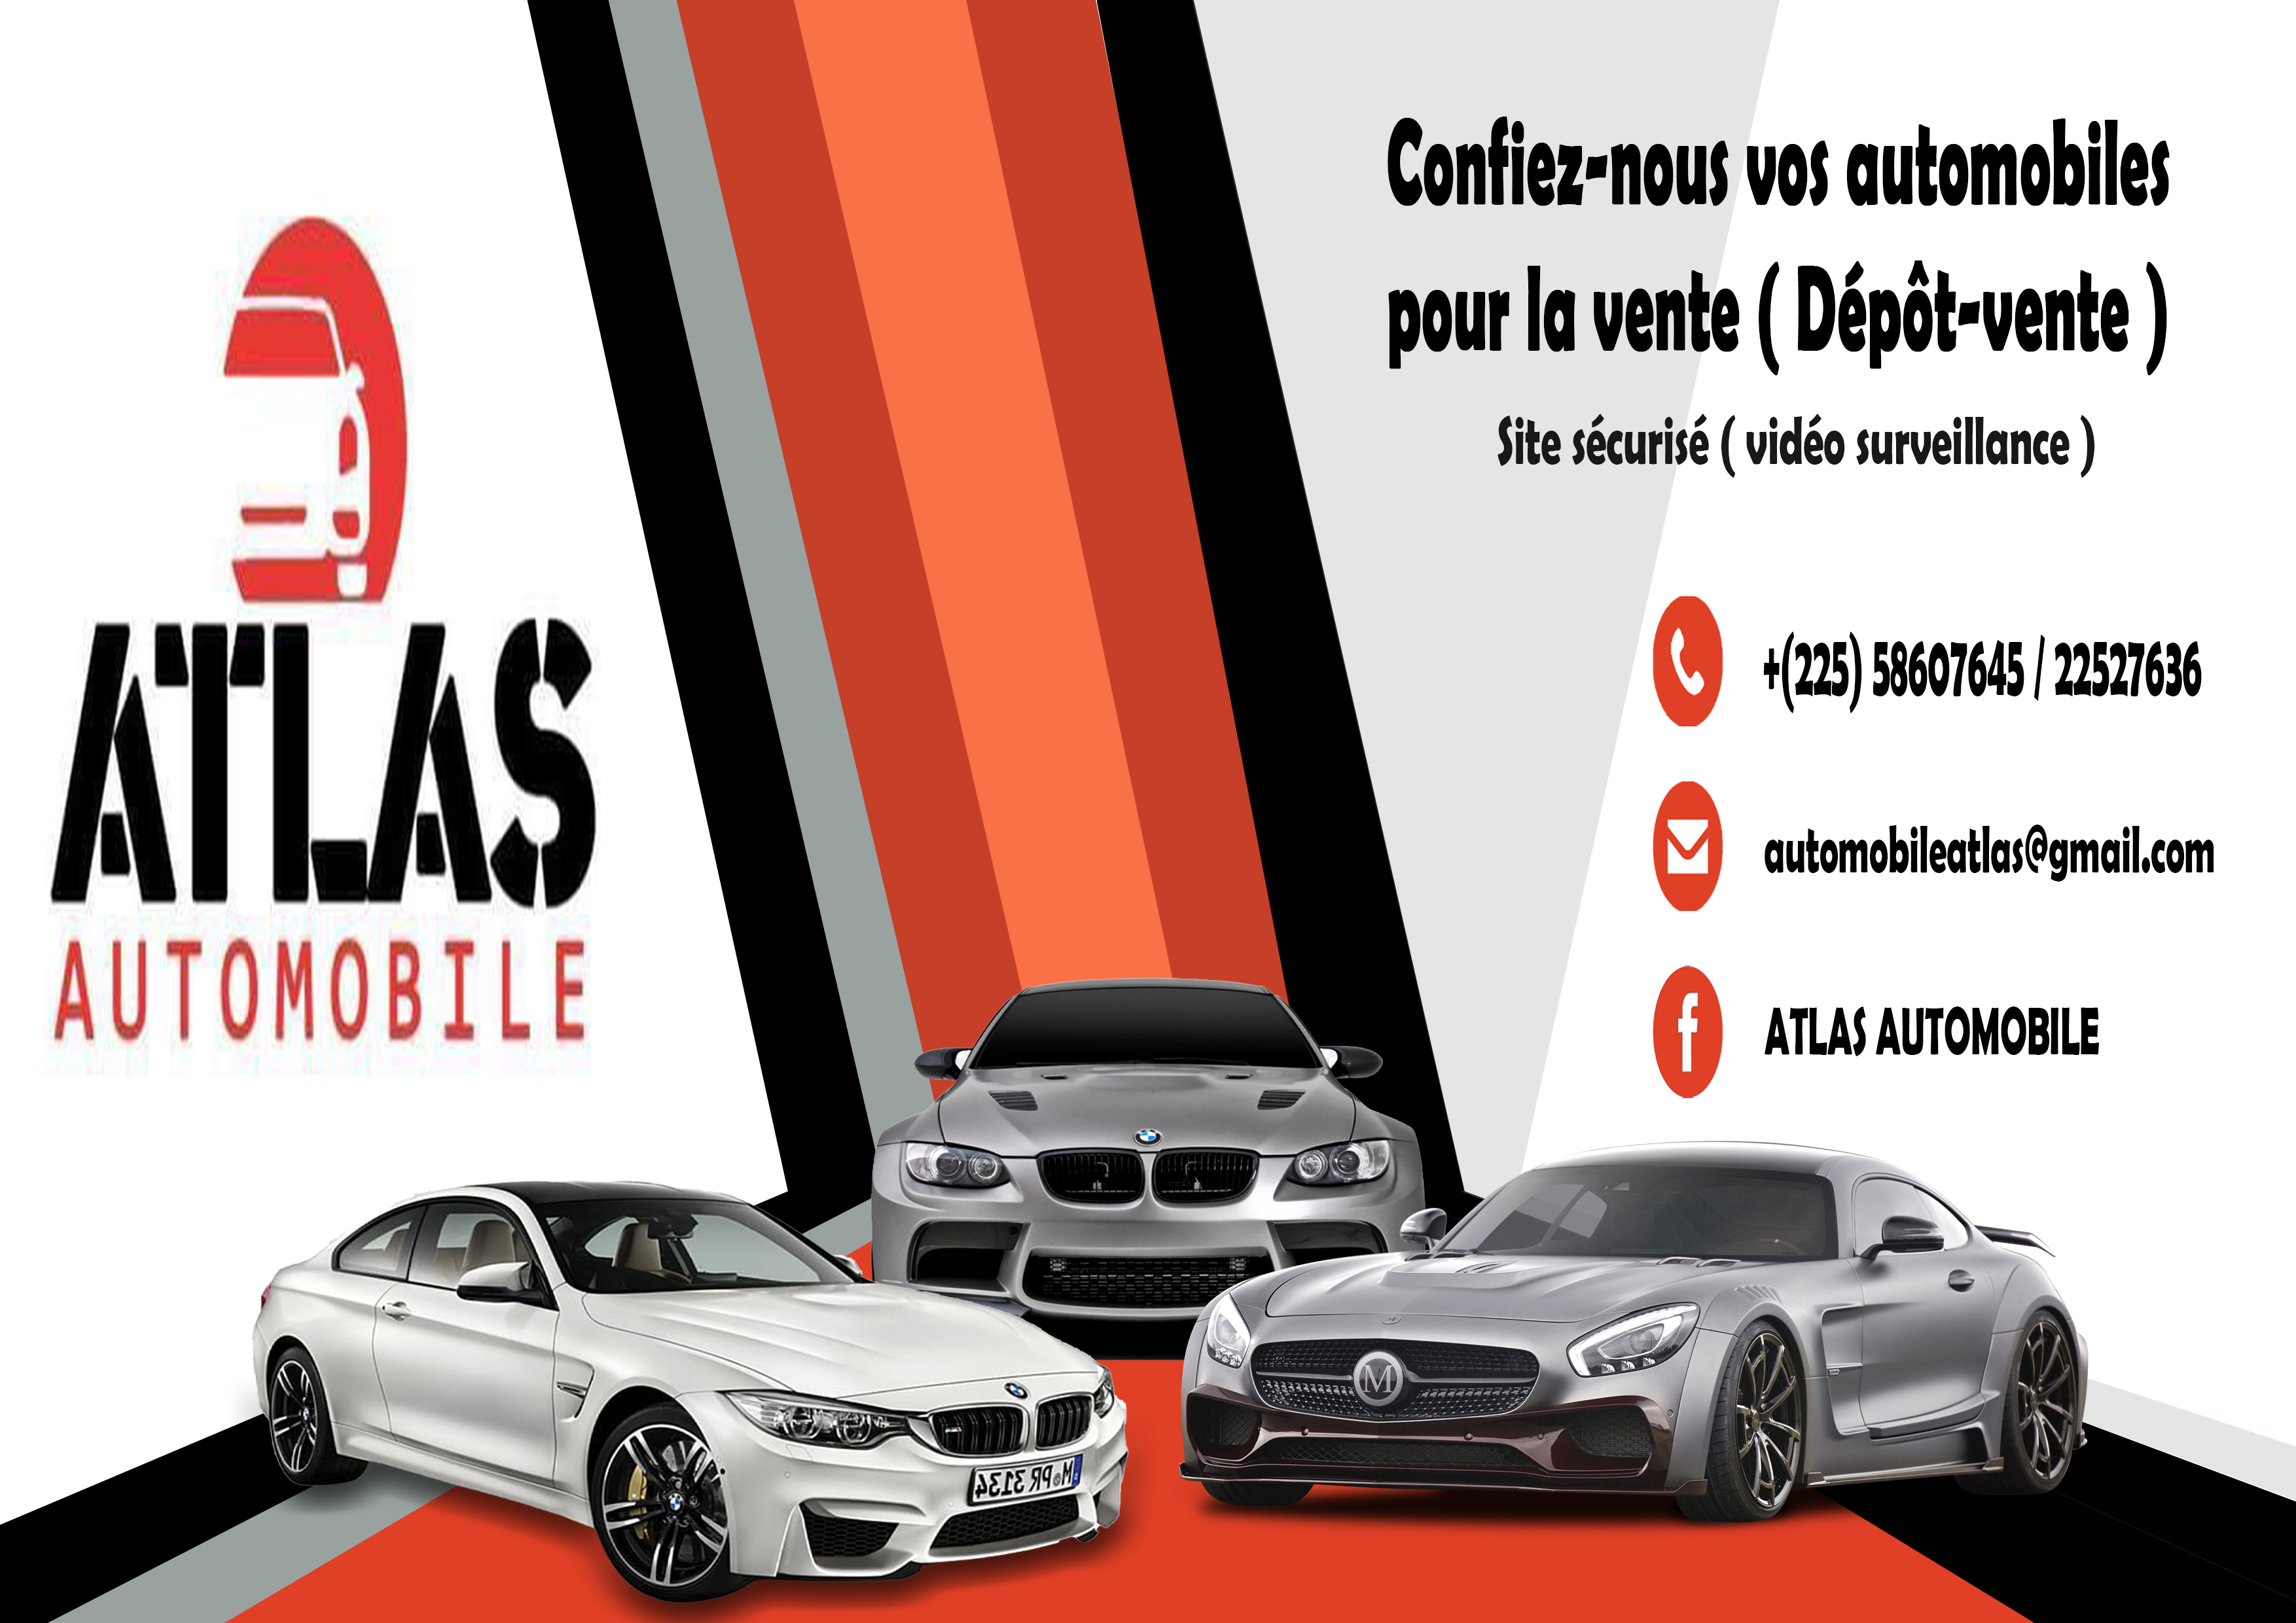 ATLAS
AUTOMOBILE
Confiez-nous vos automobiles
pour la vente ( Dépôt-vente )
Site sécurisé ( vidéo surveillance )
+(225) 58607645 / 22527636
automobileatlas@gmail.com
ATLAS AUTOMOBILE
M
M PR 3134